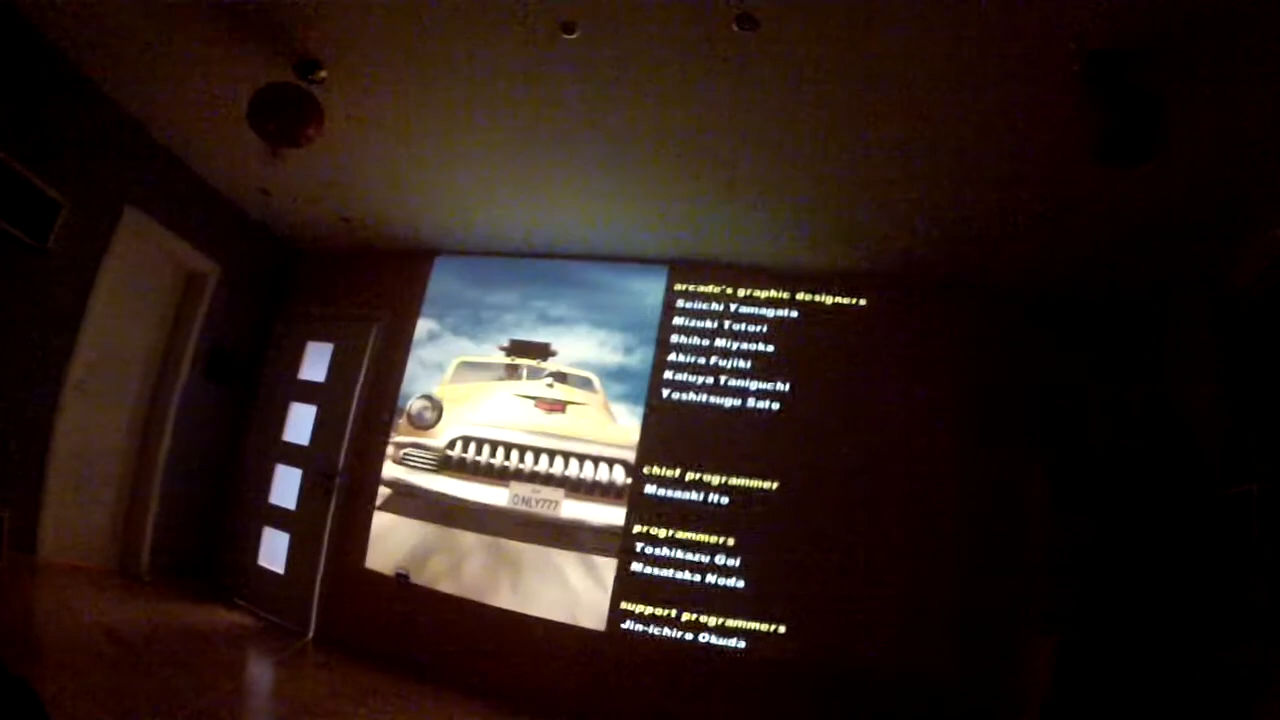 ONLY777
arcade's graphic designers
Seiichi Yamagata
Mizuki Totori
Shiho Miyaoka
Akira Fujiki
Katuya Taniguchi
Yoshitsugu Sato
chief programmer
Masaaki Ito
programmers
Toshikazu Goi
Masataka Noda
support programmers
Jin-ichiro Okuda